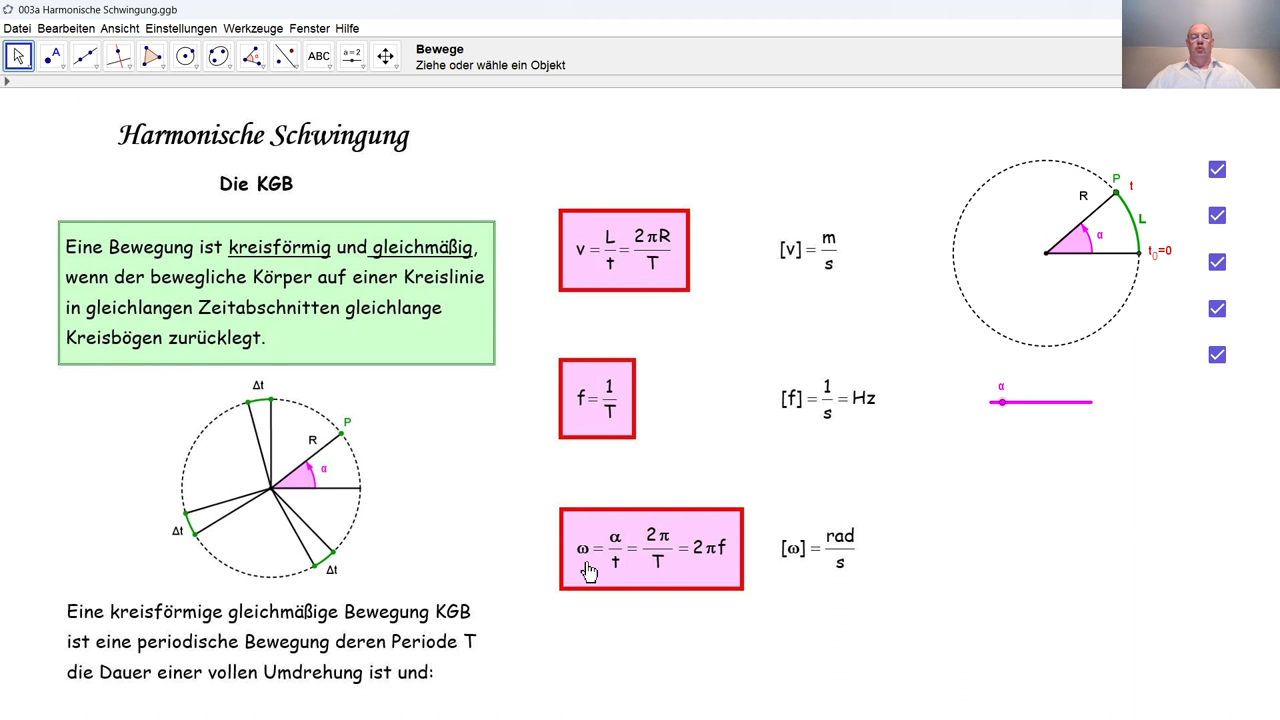 003a Harmonische Schwingung.ggb
Datei Bearbeiten Ansicht Einstellungen Werkzeuge Fenster Hilfe
A
α
ABC
a=2
Bewege
Ziehe oder wähle ein Objekt
Harmonische Schwingung
Die KGB
Eine Bewegung ist kreisförmig und gleichmäßig,
wenn der bewegliche Körper auf einer Kreislinie
in gleichlangen Zeitabschnitten gleichlange
Kreisbögen zurücklegt.
Δt
P
R
α
Δt
Δt
Eine kreisförmige gleichmäßige Bewegung KGB
ist eine periodische Bewegung deren Periode T
die Dauer einer vollen Umdrehung ist und:
v = L/t = 2πR/T
[v] = m/s
f = 1/T
[f] = 1/s = Hz
ω = α/t = 2π/T = 2πf
[ω] = rad/s
P
t
R
L
α
t₀=0
α